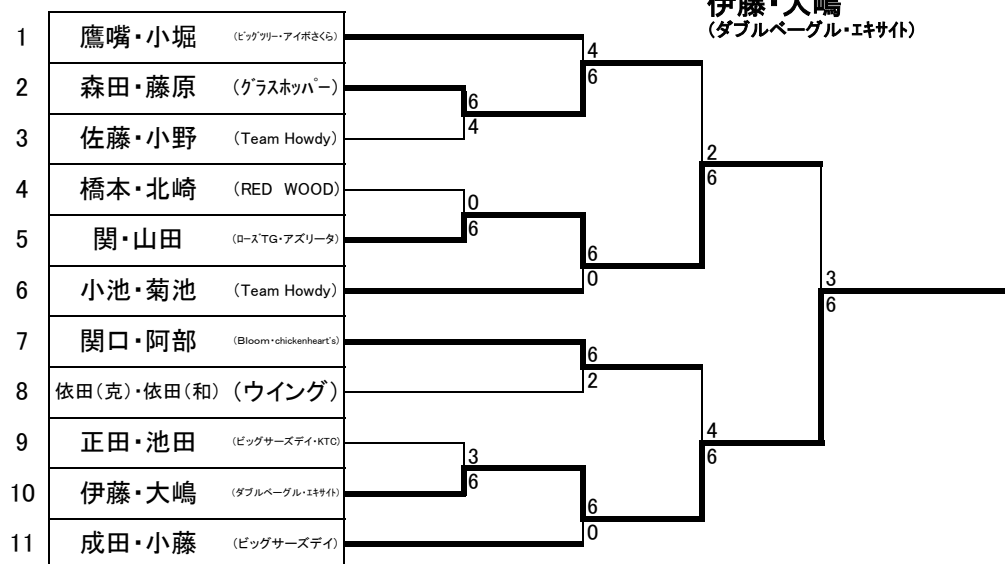 伊藤・大嶋
(ダブルベーグル・エキサイト)
1 鷹嘴・小堀 (ビッグツリー・アイボさくら)
2 森田・藤原 (グラスホッパー)
3 佐藤・小野 (Team Howdy)
4 橋本・北崎 (RED WOOD)
5 関・山田 (ローズTG・アズリータ)
6 小池・菊池 (Team Howdy)
7 関口・阿部 (Bloom・chickenheart's)
8 依田(克)・依田(和) (ウイング)
9 正田・池田 (ビッグサーズデイ・KTC)
10 伊藤・大嶋 (ダブルベーグル・エキサイト)
11 成田・小藤 (ビッグサーズデイ)
6
4
0
6
3
6
4
6
6
0
6
2
6
0
2
6
4
6
3
6